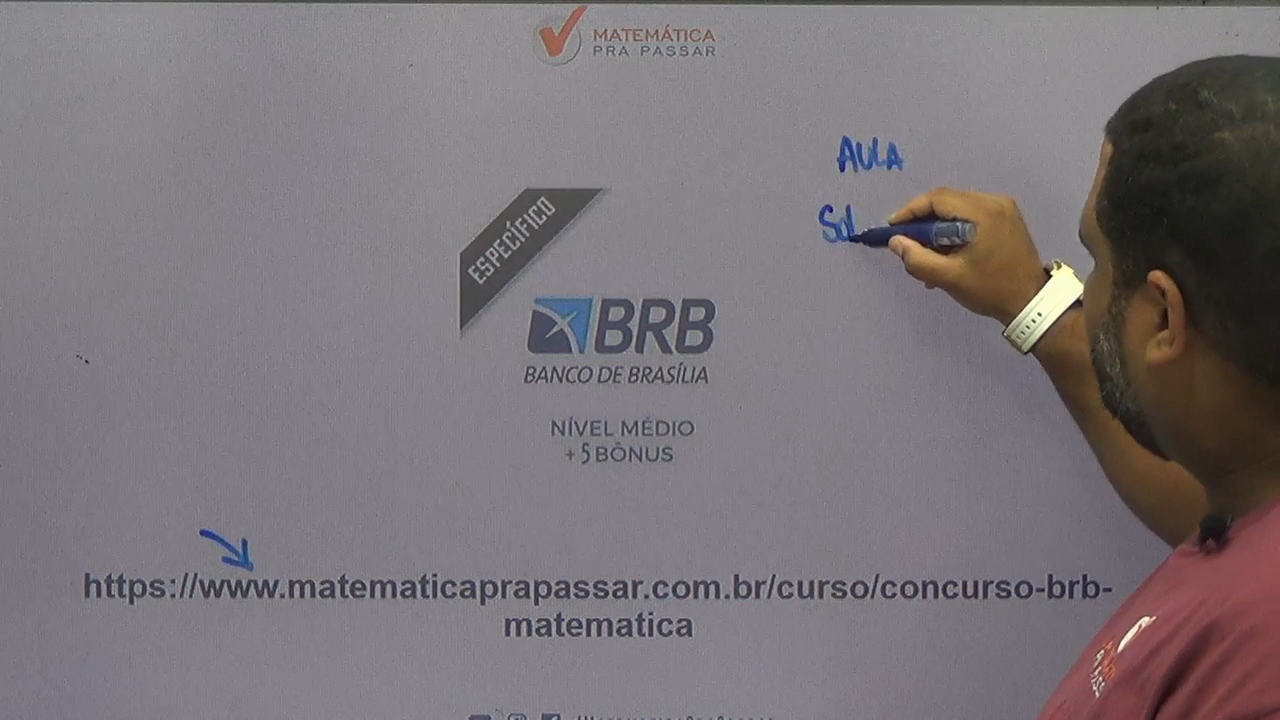 MATEMÁTICA
PRA PASSAR
AULA
Sol
ESPECÍFICO
BRB
BANCO DE BRASÍLIA
NÍVEL MÉDIO
+5 BÔNUS
https://www.matematicaprapassar.com.br/curso/concurso-brb-
matematica